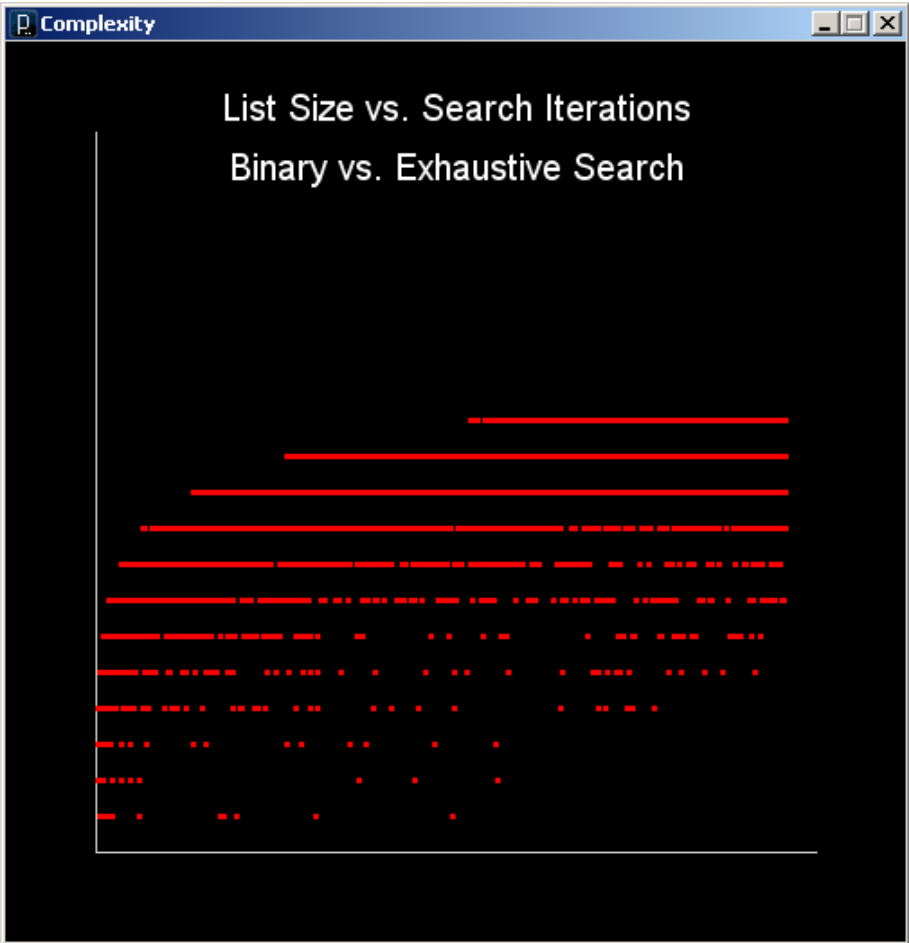 Complexity
List Size vs. Search Iterations
Binary vs. Exhaustive Search